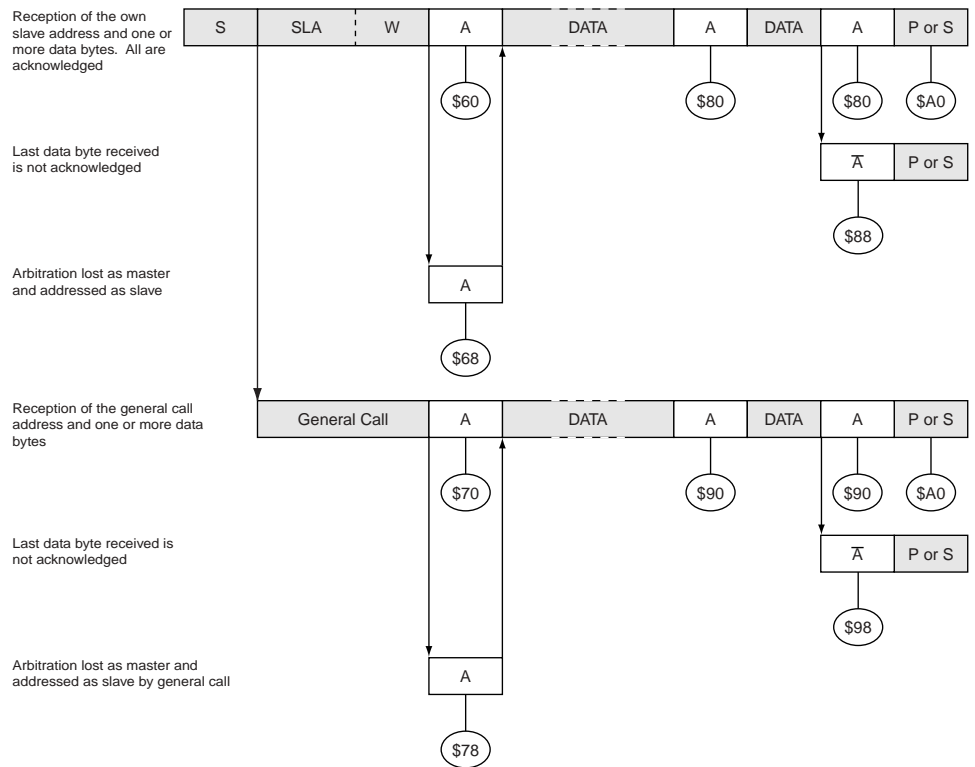 Reception of the own
slave address and one or
more data bytes. All are
acknowledged
S SLA W A DATA A DATA A P or S
$60 $80 $80 $A0
Last data byte received
is not acknowledged
A̅ P or S
$88
Arbitration lost as master
and addressed as slave
A
$68
Reception of the general call
address and one or more data
bytes
General Call A DATA A DATA A P or S
$70 $90 $90 $A0
Last data byte received is
not acknowledged
A̅ P or S
$98
Arbitration lost as master and
addressed as slave by general call
A
$78